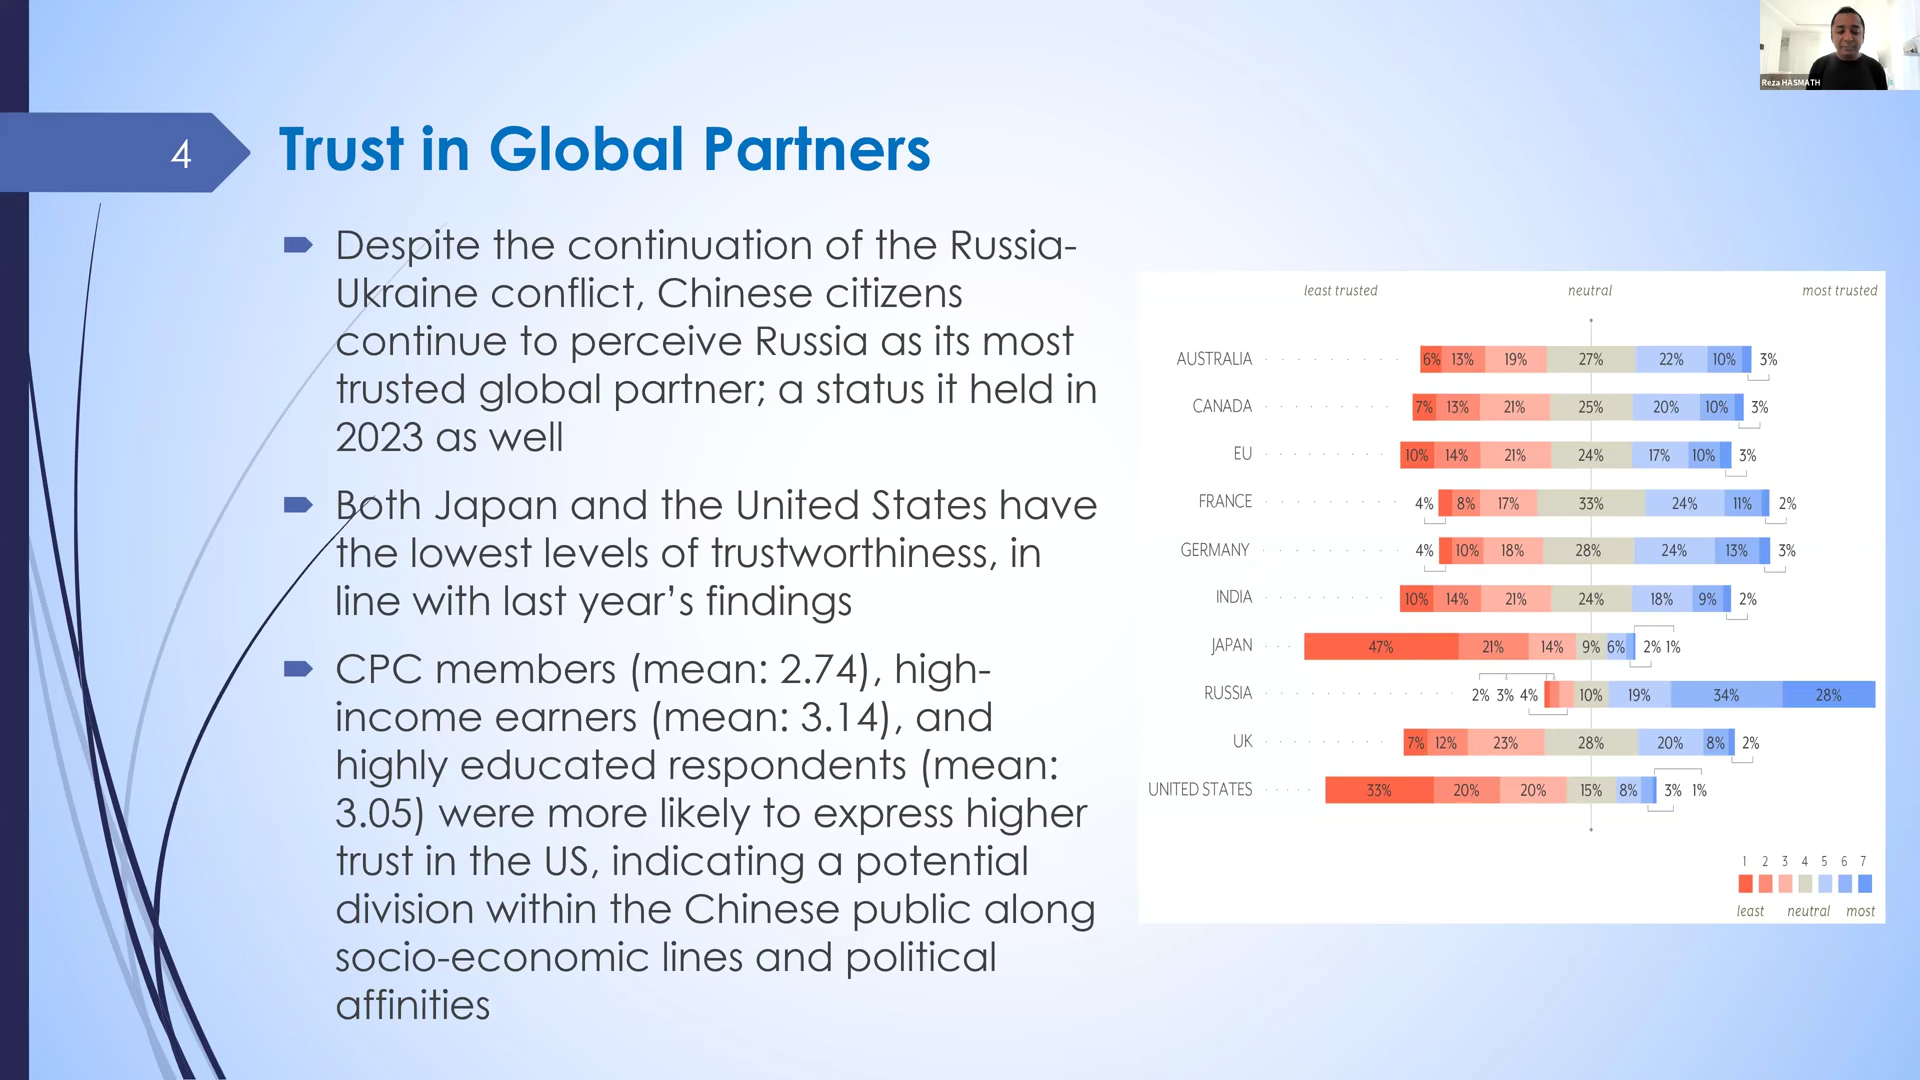 Reza HASMATH
4
Trust in Global Partners
Despite the continuation of the Russia-
Ukraine conflict, Chinese citizens
continue to perceive Russia as its most
trusted global partner; a status it held in
2023 as well
Both Japan and the United States have
the lowest levels of trustworthiness, in
line with last year’s findings
CPC members (mean: 2.74), high-
income earners (mean: 3.14), and
highly educated respondents (mean:
3.05) were more likely to express higher
trust in the US, indicating a potential
division within the Chinese public along
socio-economic lines and political
affinities
least trusted neutral most trusted
AUSTRALIA 6% 13% 19% 27% 22% 10% 3%
CANADA 7% 13% 21% 25% 20% 10% 3%
EU 10% 14% 21% 24% 17% 10% 3%
FRANCE 4% 8% 17% 33% 24% 11% 2%
GERMANY 4% 10% 18% 28% 24% 13% 3%
INDIA 10% 14% 21% 24% 18% 9% 2%
JAPAN 47% 21% 14% 9% 6% 2% 1%
RUSSIA 2% 3% 4% 10% 19% 34% 28%
UK 7% 12% 23% 28% 20% 8% 2%
UNITED STATES 33% 20% 20% 15% 8% 3% 1%
1 2 3 4 5 6 7
least neutral most